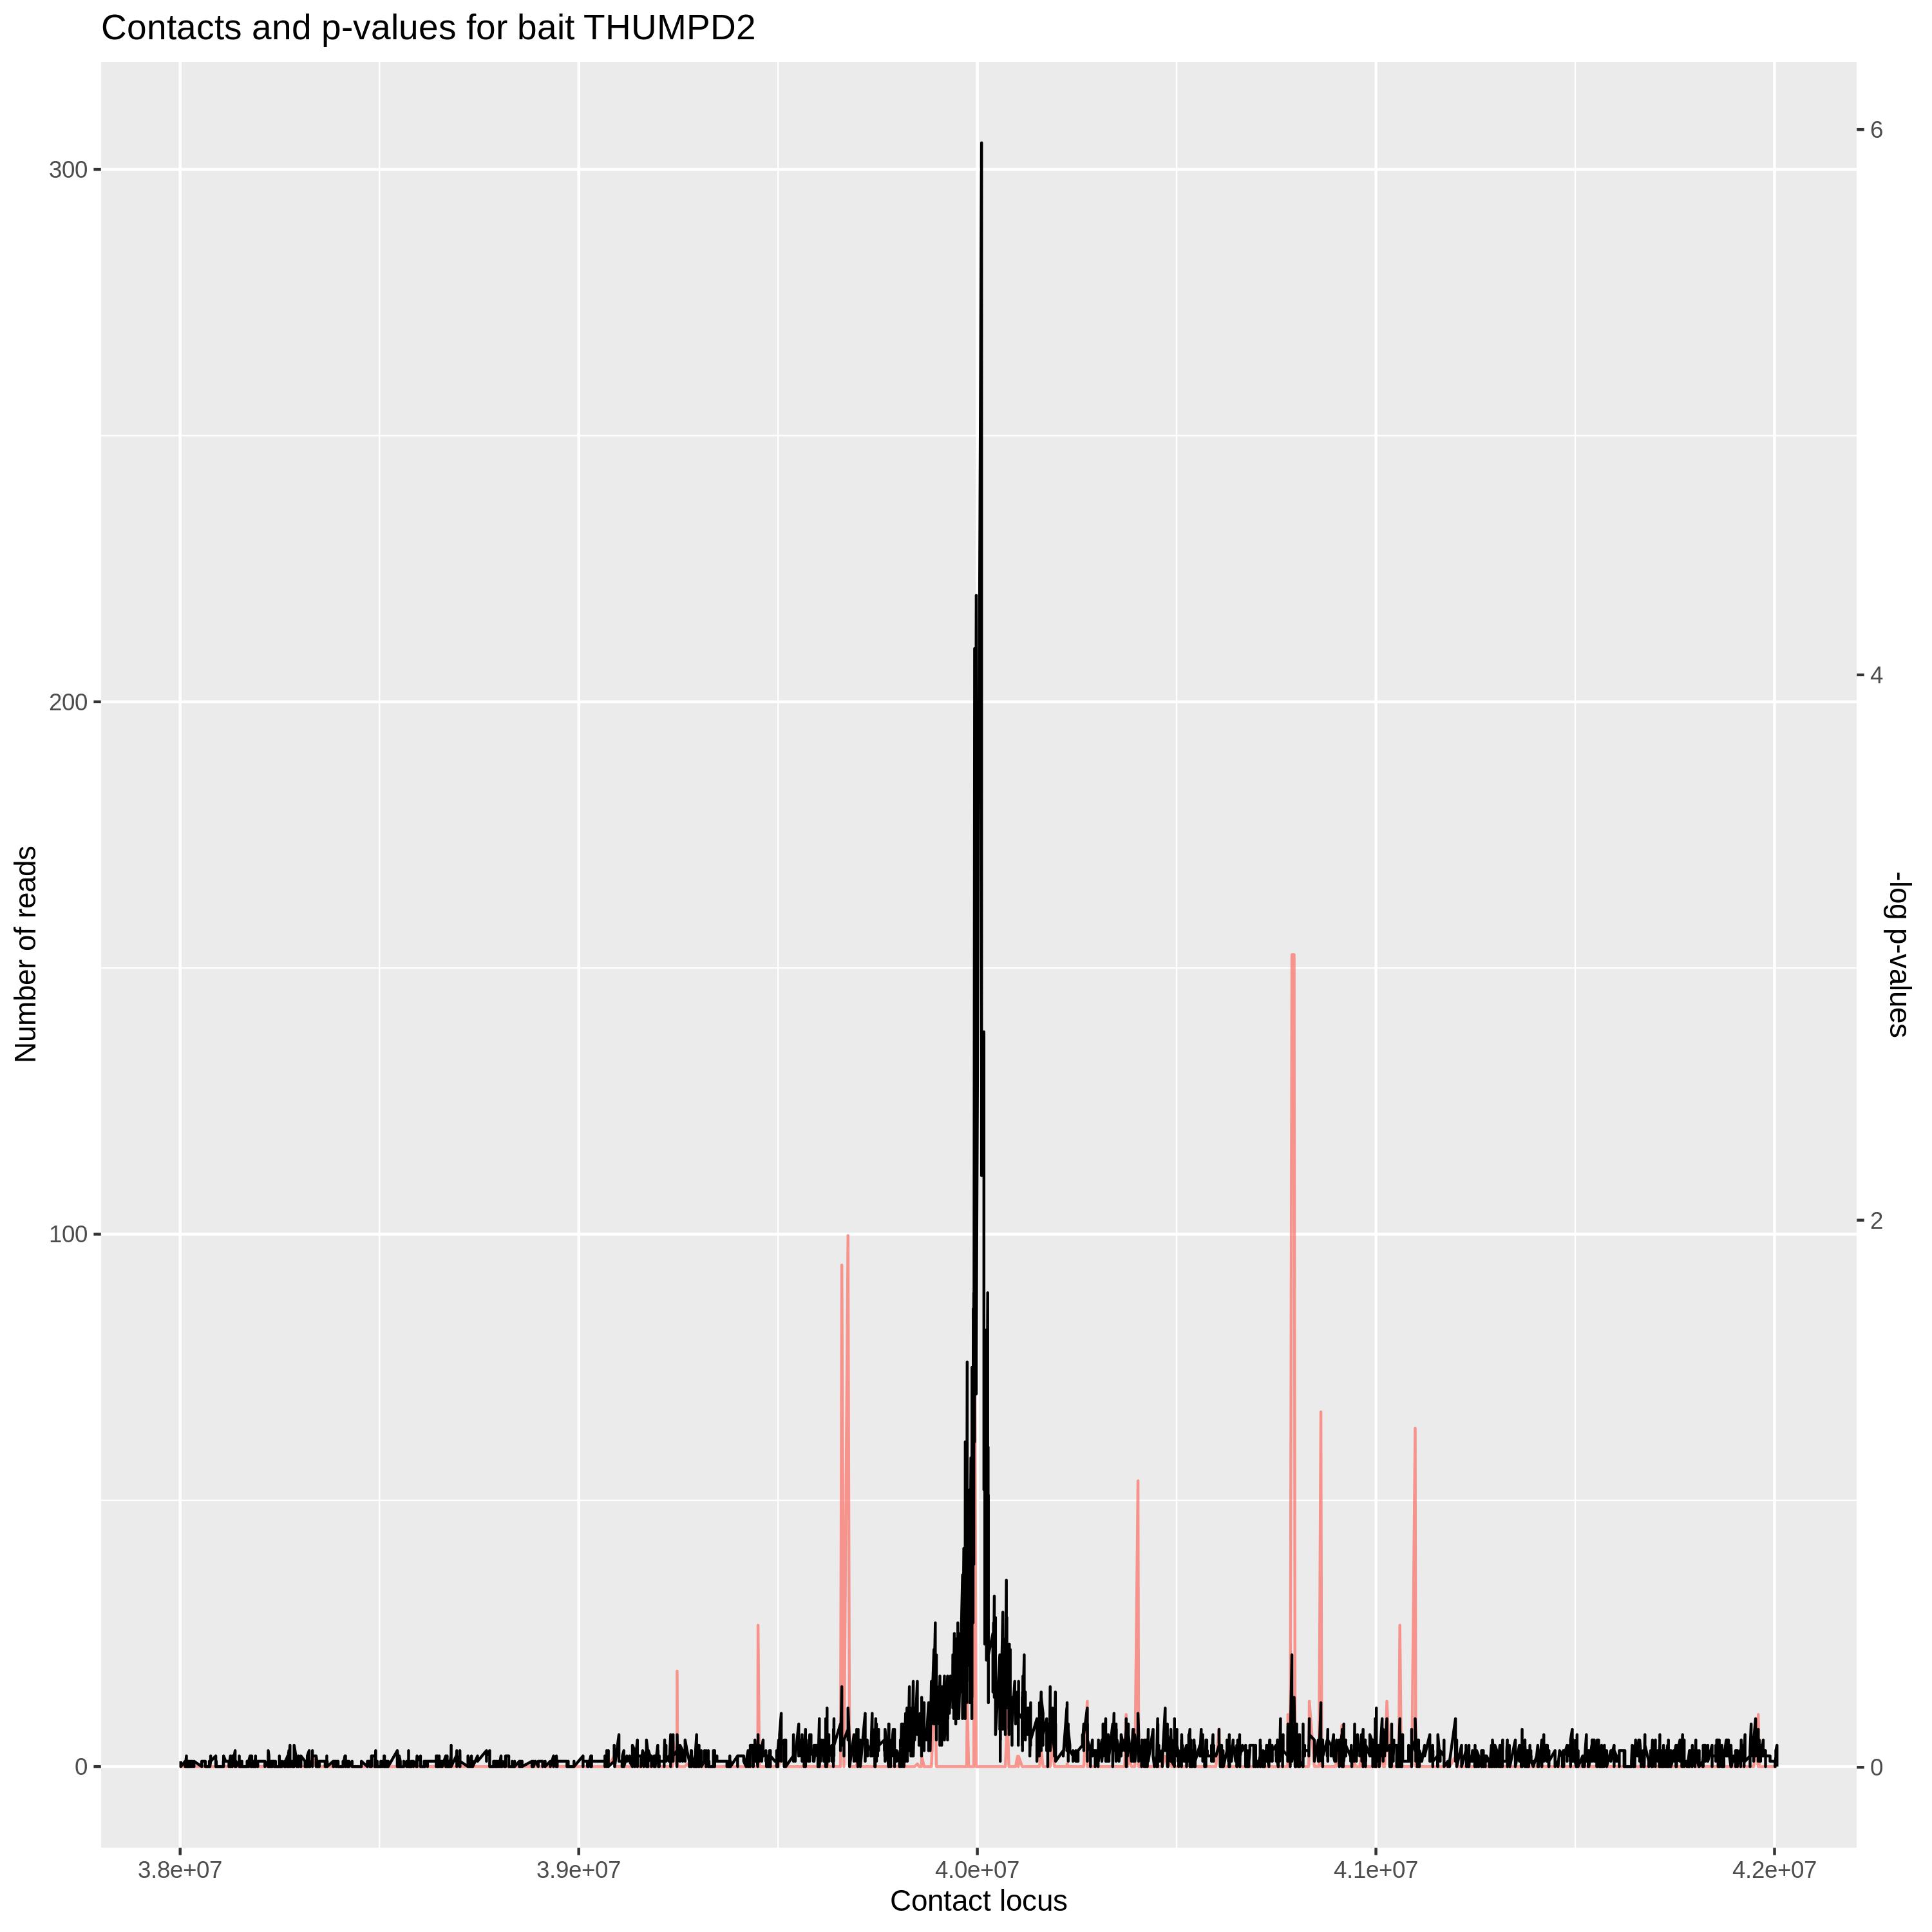 Contacts and p-values for bait THUMPD2
300
200
100
0
Number of reads
6
4
2
0
-log p-values
3.8e+07
3.9e+07
4.0e+07
4.1e+07
4.2e+07
Contact locus